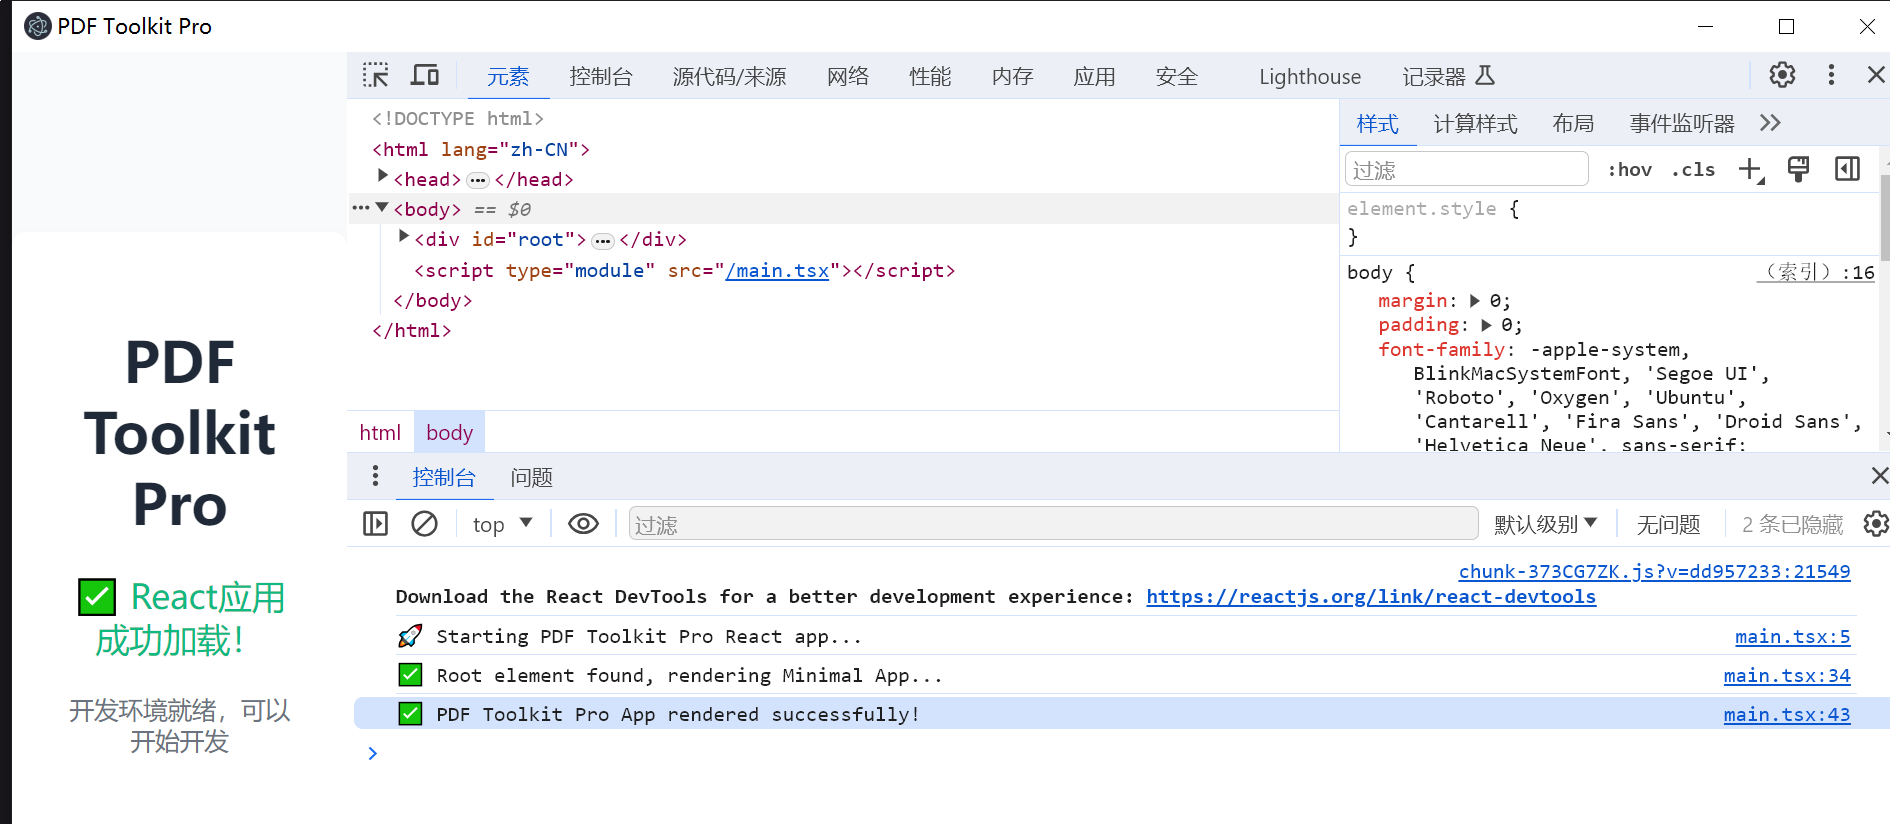 PDF Toolkit Pro
元素 控制台 源代码/来源 网络 性能 内存 应用 安全 Lighthouse 记录器
<!DOCTYPE html>
<html lang="zh-CN">
<head> ••• </head>
••• <body> == $0
<div id="root"> ••• </div>
<script type="module" src="/main.tsx"></script>
</body>
</html>
html body
样式 计算样式 布局 事件监听器
过滤 :hov .cls
element.style {
}
body { （索引）:16
margin: 0;
padding: 0;
font-family: -apple-system,
BlinkMacSystemFont, 'Segoe UI',
'Roboto', 'Oxygen', 'Ubuntu',
'Cantarell', 'Fira Sans', 'Droid Sans',
'Helvetica Neue', sans-serif;
PDF
Toolkit
Pro
✅ React应用
成功加载！
开发环境就绪，可以
开始开发
控制台 问题
top 过滤 默认级别 无问题 2 条已隐藏
chunk-373CG7ZK.js?v=dd957233:21549
Download the React DevTools for a better development experience: https://reactjs.org/link/react-devtools
🚀 Starting PDF Toolkit Pro React app... main.tsx:5
✅ Root element found, rendering Minimal App... main.tsx:34
✅ PDF Toolkit Pro App rendered successfully! main.tsx:43